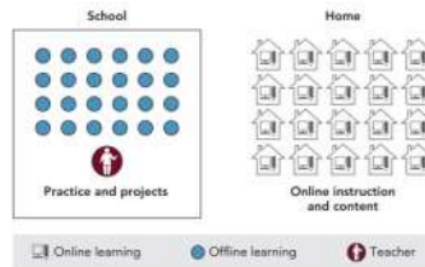 School
Home
Practice and projects
Online instruction
and content
Online learning
Offline learning
Teacher